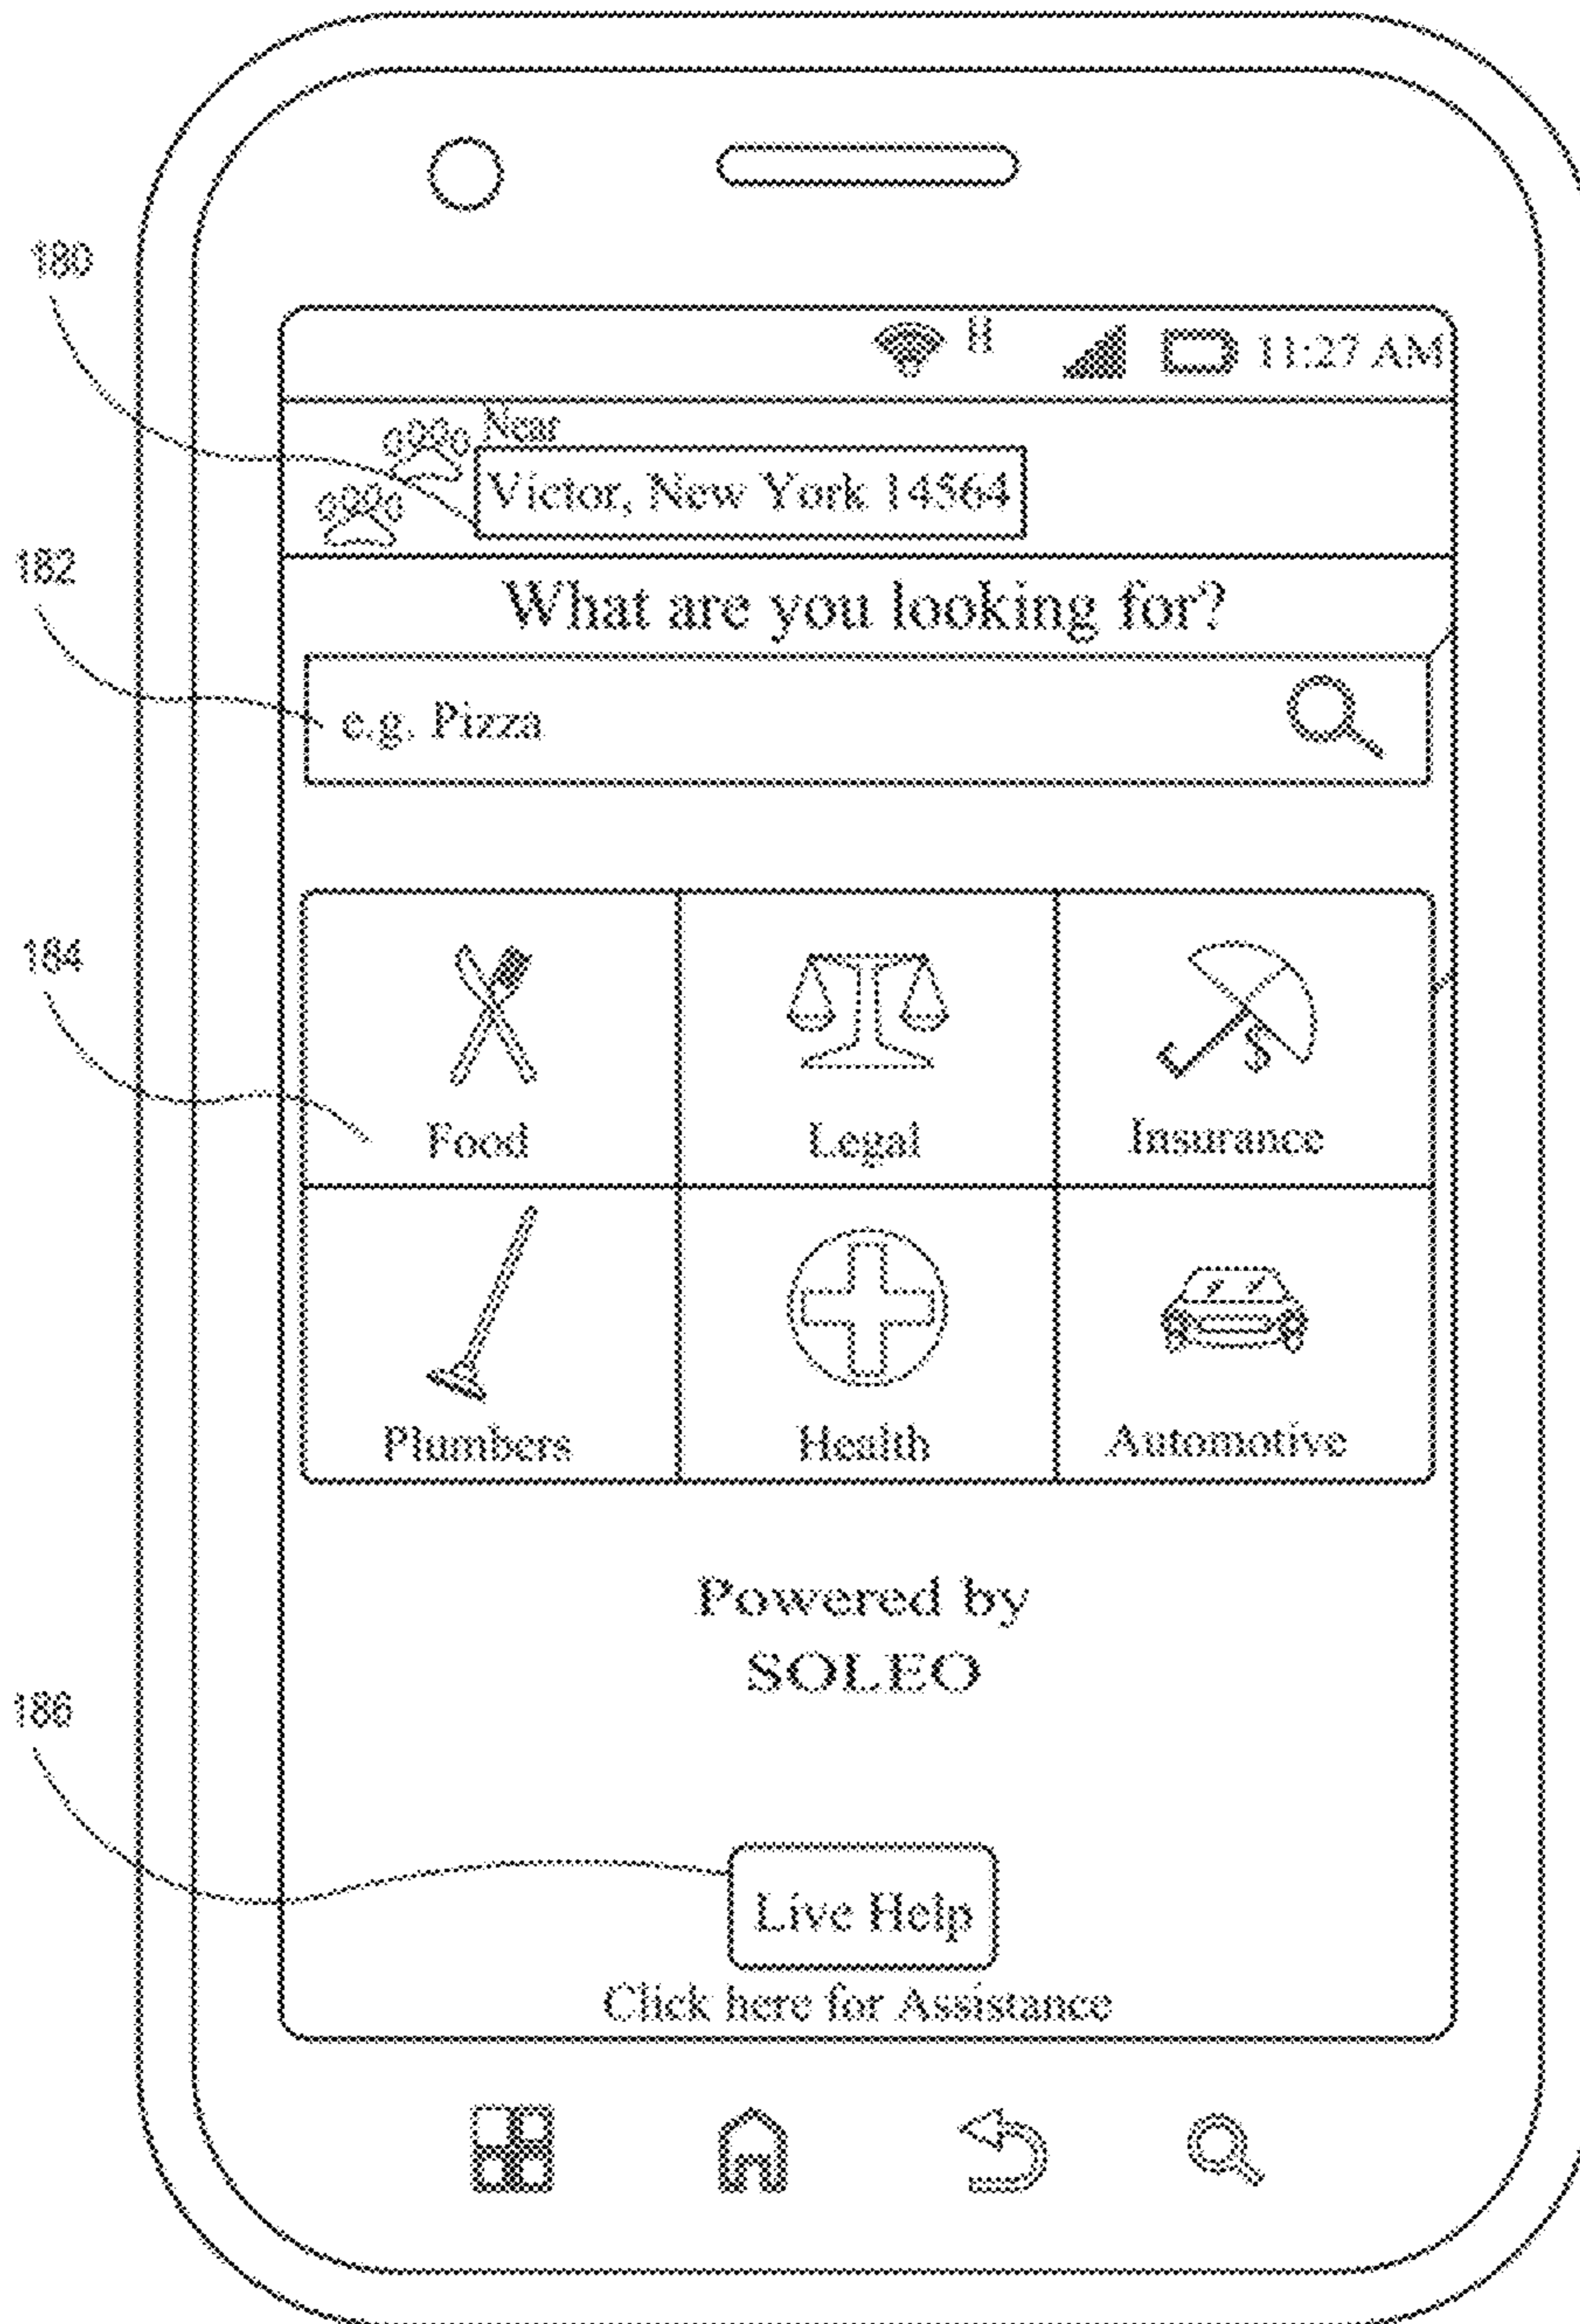 180
H 11:27 AM
Near
Victor, New York 14564
182
What are you looking for?
e.g. Pizza
184
Food Legal Insurance
$
Plumbers Health Automotive
Powered by
SOLEO
186
Live Help
Click here for Assistance